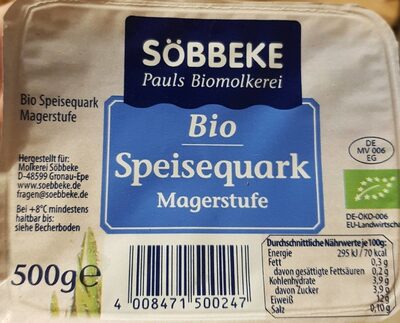 SÖBBEKE
Pauls Biomolkerei
Bio Speisequark
Magerstufe
Bio
Speisequark
Magerstufe
Hergestellt für:
Molkerei Söbbeke
D-48599 Gronau-Epe
www.soebbeke.de
fragen@soebbeke.de
Bei +8°C mindestens
haltbar bis:
siehe Becherboden
500g e
4 008471 500247
DE
MV 006
EG
DE-ÖKO-006
EU-Landwirtsch
Durchschnittliche Nährwerte je 100g:
Energie 295 kJ / 70 kcal
Fett 0,3 g
davon gesättigte Fettsäuren 0,2 g
Kohlenhydrate 3,9 g
davon Zucker 3,9 g
Eiweiß 12g
Salz 0,10 g